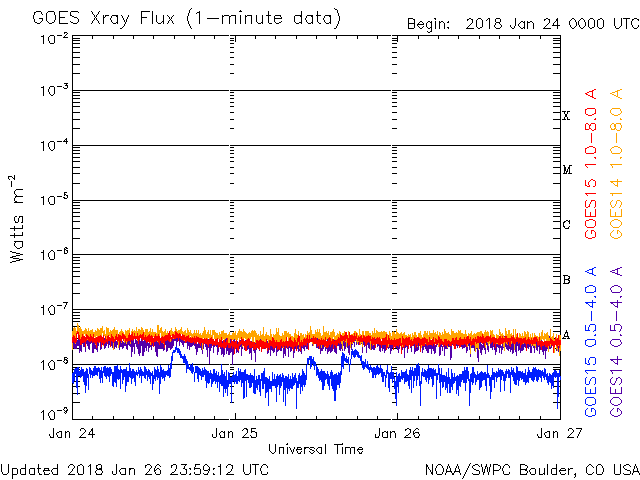 GOES Xray Flux (1-minute data)
Begin: 2018 Jan 24 0000 UTC
10-2
10-3
10-4
10-5
10-6
10-7
10-8
10-9
Watts m-2
X
M
C
B
A
GOES15 1.0-8.0 A
GOES14 1.0-8.0 A
GOES15 0.5-4.0 A
GOES14 0.5-4.0 A
Jan 24
Jan 25
Jan 26
Jan 27
Universal Time
Updated 2018 Jan 26 23:59:12 UTC
NOAA/SWPC Boulder, CO USA